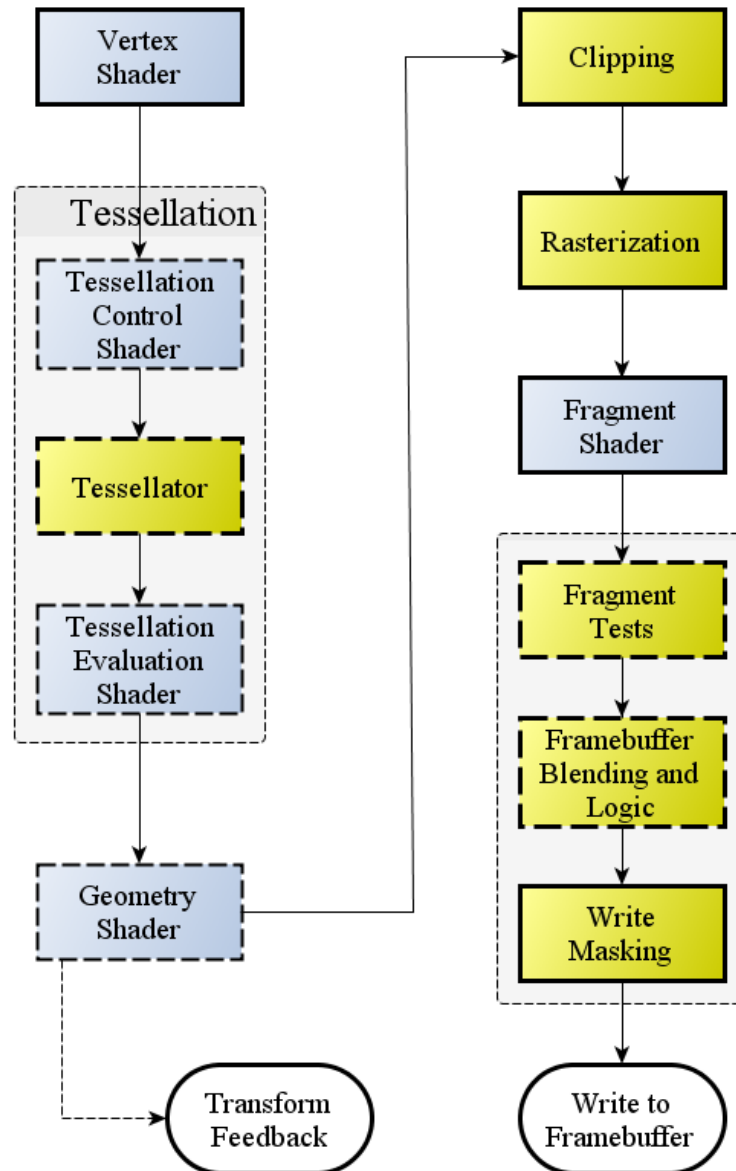 Vertex
Shader
Tessellation
Tessellation
Control
Shader
Tessellator
Tessellation
Evaluation
Shader
Geometry
Shader
Transform
Feedback
Clipping
Rasterization
Fragment
Shader
Fragment
Tests
Framebuffer
Blending and
Logic
Write
Masking
Write to
Framebuffer